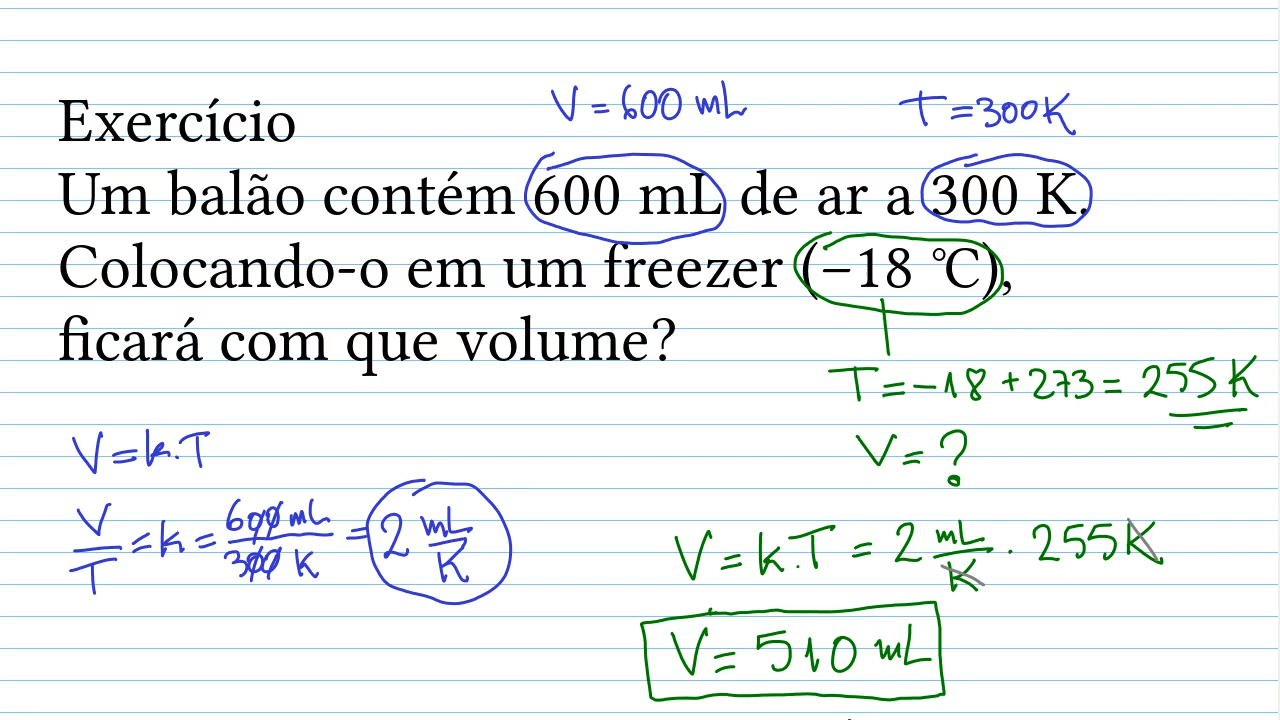 V = 600 mL T = 300K
Exercício
Um balão contém 600 mL de ar a 300 K.
Colocando-o em um freezer (−18 °C),
ficará com que volume?
T = −18 + 273 = 255 K
V = k.T
V = ?
V/T = k = 600 mL/300 K = 2 mL/K
V = k.T = 2 mL/K . 255 K
V = 510 mL